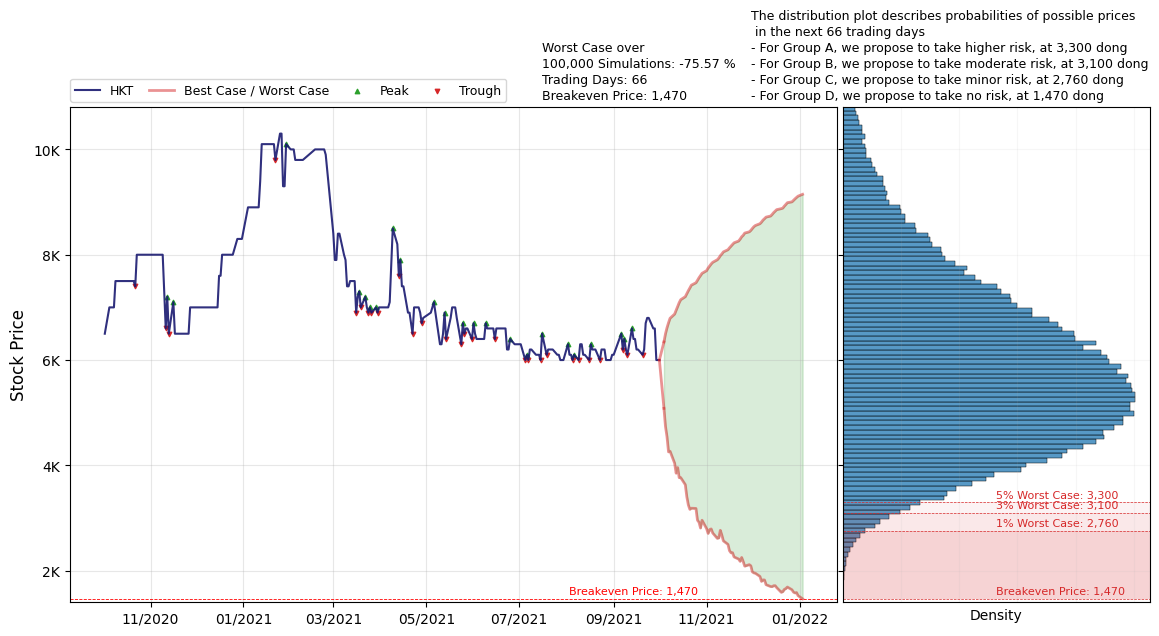 The distribution plot describes probabilities of possible prices
in the next 66 trading days
- For Group A, we propose to take higher risk, at 3,300 dong
- For Group B, we propose to take moderate risk, at 3,100 dong
- For Group C, we propose to take minor risk, at 2,760 dong
- For Group D, we propose to take no risk, at 1,470 dong
Worst Case over
100,000 Simulations: -75.57 %
Trading Days: 66
Breakeven Price: 1,470
HKT
Best Case / Worst Case
Peak
Trough
Stock Price
10K
8K
6K
4K
2K
11/2020
01/2021
03/2021
05/2021
07/2021
09/2021
11/2021
01/2022
Breakeven Price: 1,470
5% Worst Case: 3,300
3% Worst Case: 3,100
1% Worst Case: 2,760
Breakeven Price: 1,470
Density